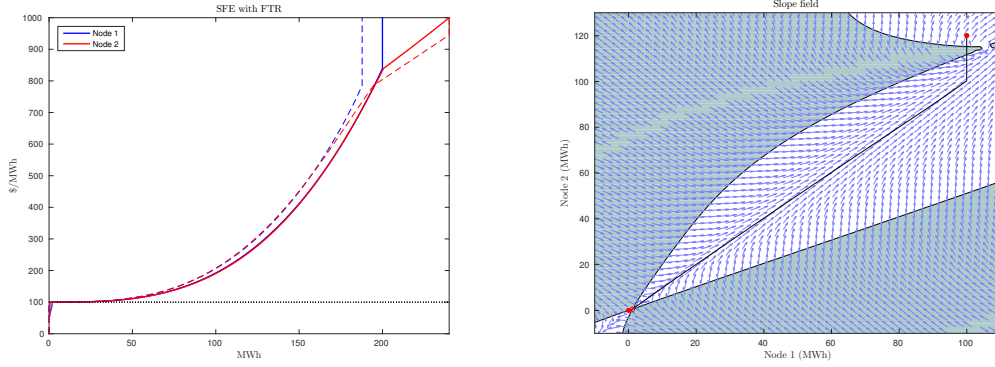 SFE with FTR
Node 1
Node 2
1000
900
800
700
600
500
400
300
200
100
0
$/MWh
0 50 100 150 200
MWh
Slope field
120
100
80
60
40
20
0
Node 2 (MWh)
0 20 40 60 80 100
Node 1 (MWh)